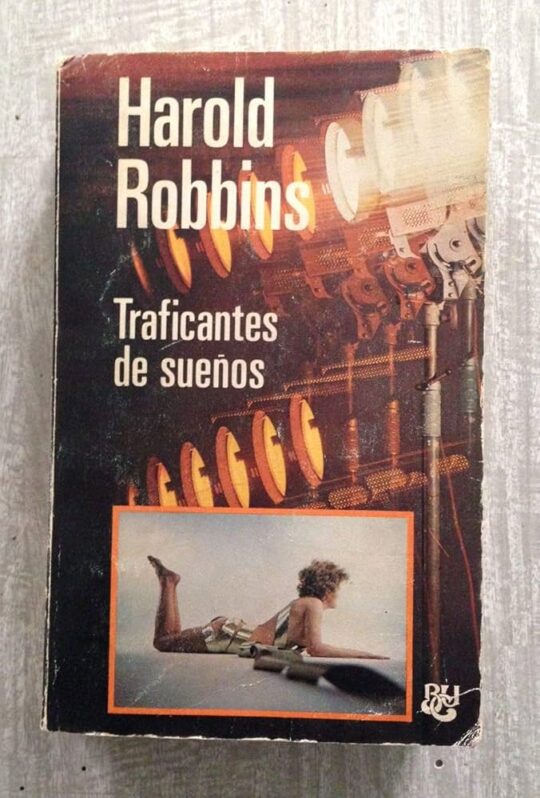 Harold
Robbins
Traficantes
de sueños